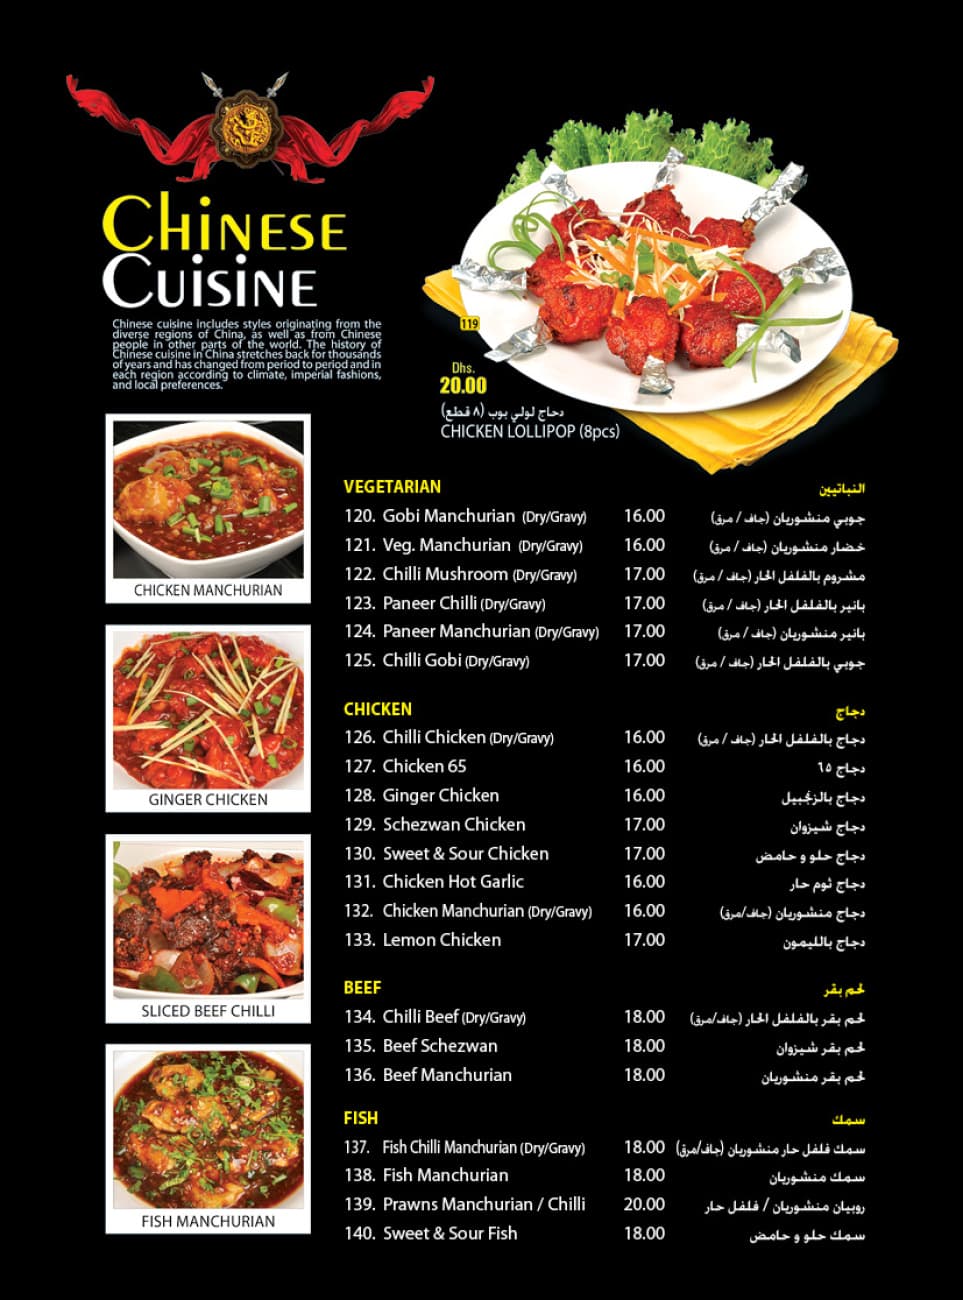 Chinese
Cuisine
Chinese cuisine includes styles originating from the
diverse regions of China, as well as from Chinese
people in other parts of the world. The history of
Chinese cuisine in China stretches back for thousands
of years and has changed from period to period and in
each region according to climate, imperial fashions,
and local preferences.
119
Dhs.
20.00
دجاج لولي بوب (٨ قطع)
CHICKEN LOLLIPOP (8pcs)
CHICKEN MANCHURIAN
GINGER CHICKEN
SLICED BEEF CHILLI
FISH MANCHURIAN
VEGETARIAN النباتيين
120. Gobi Manchurian (Dry/Gravy) 16.00 جوبي منشوريان (جاف / مرق)
121. Veg. Manchurian (Dry/Gravy) 16.00 خضار منشوريان (جاف / مرق)
122. Chilli Mushroom (Dry/Gravy) 17.00 مشروم بالفلفل الحار (جاف / مرق)
123. Paneer Chilli (Dry/Gravy) 17.00 بانير بالفلفل الحار (جاف / مرق)
124. Paneer Manchurian (Dry/Gravy) 17.00 بانير منشوريان (جاف / مرق)
125. Chilli Gobi (Dry/Gravy) 17.00 جوبي بالفلفل الحار (جاف / مرق)
CHICKEN دجاج
126. Chilli Chicken (Dry/Gravy) 16.00 دجاج بالفلفل الحار (جاف / مرق)
127. Chicken 65 16.00 دجاج ٦٥
128. Ginger Chicken 16.00 دجاج بالزنجبيل
129. Schezwan Chicken 17.00 دجاج شيزوان
130. Sweet & Sour Chicken 17.00 دجاج حلو و حامض
131. Chicken Hot Garlic 16.00 دجاج ثوم حار
132. Chicken Manchurian (Dry/Gravy) 16.00 دجاج منشوريان (جاف/مرق)
133. Lemon Chicken 17.00 دجاج بالليمون
BEEF لحم بقر
134. Chilli Beef (Dry/Gravy) 18.00 لحم بقر بالفلفل الحار (جاف/مرق)
135. Beef Schezwan 18.00 لحم بقر شيزوان
136. Beef Manchurian 18.00 لحم بقر منشوريان
FISH سمك
137. Fish Chilli Manchurian (Dry/Gravy) 18.00 سمك فلفل حار منشوريان (جاف/مرق)
138. Fish Manchurian 18.00 سمك منشوريان
139. Prawns Manchurian / Chilli 20.00 روبيان منشوريان / فلفل حار
140. Sweet & Sour Fish 18.00 سمك حلو و حامض